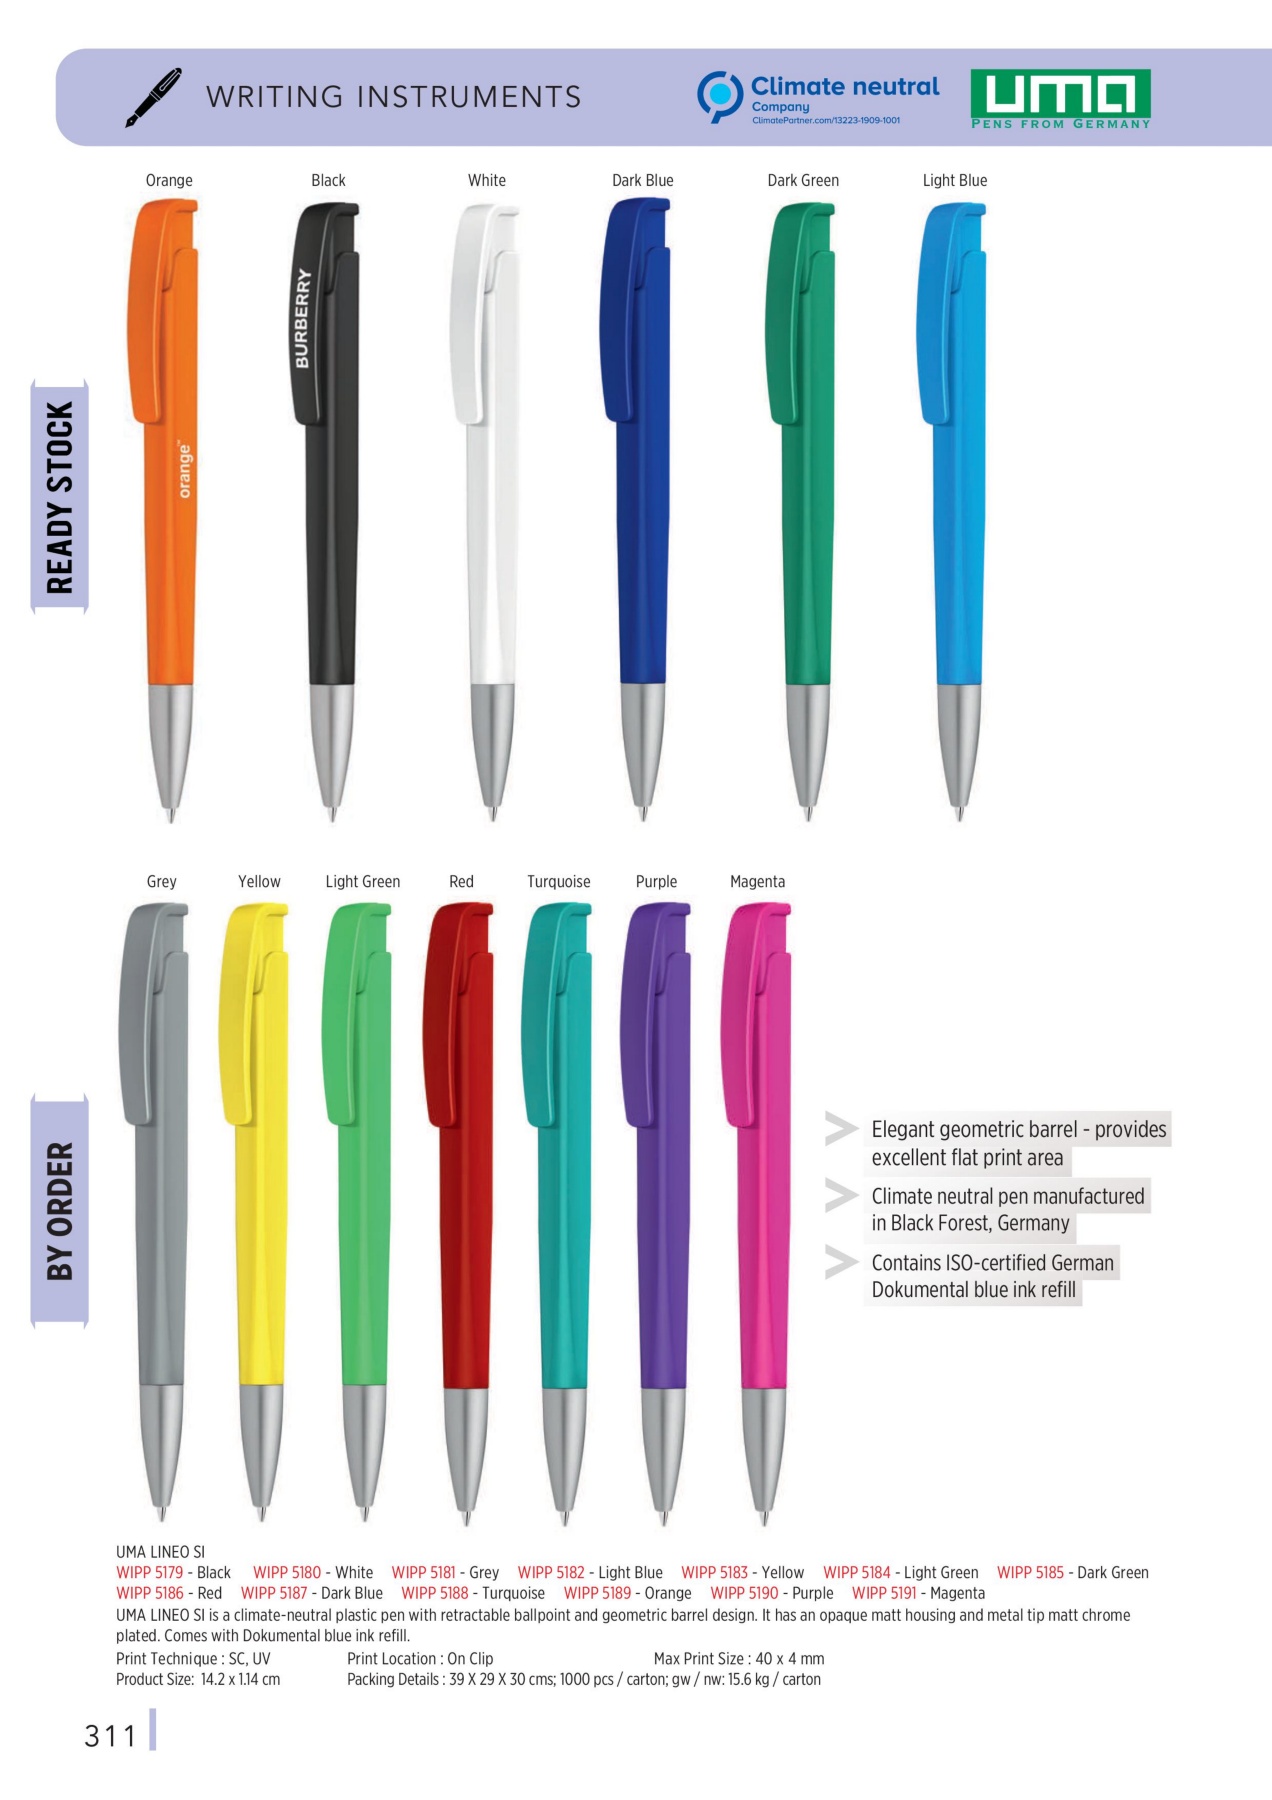 WRITING INSTRUMENTS
Climate neutral
Company
ClimatePartner.com/13223-1909-1001
uma
PENS FROM GERMANY
Orange
Black
White
Dark Blue
Dark Green
Light Blue
BURBERRY
orange™
READY STOCK
Grey
Yellow
Light Green
Red
Turquoise
Purple
Magenta
BY ORDER
Elegant geometric barrel - provides
excellent flat print area
Climate neutral pen manufactured
in Black Forest, Germany
Contains ISO-certified German
Dokumental blue ink refill
UMA LINEO SI
WIPP 5179 - Black WIPP 5180 - White WIPP 5181 - Grey WIPP 5182 - Light Blue WIPP 5183 - Yellow WIPP 5184 - Light Green WIPP 5185 - Dark Green
WIPP 5186 - Red WIPP 5187 - Dark Blue WIPP 5188 - Turquoise WIPP 5189 - Orange WIPP 5190 - Purple WIPP 5191 - Magenta
UMA LINEO SI is a climate-neutral plastic pen with retractable ballpoint and geometric barrel design. It has an opaque matt housing and metal tip matt chrome
plated. Comes with Dokumental blue ink refill.
Print Technique : SC, UV Print Location : On Clip Max Print Size : 40 x 4 mm
Product Size: 14.2 x 1.14 cm Packing Details : 39 X 29 X 30 cms; 1000 pcs / carton; gw / nw: 15.6 kg / carton
311